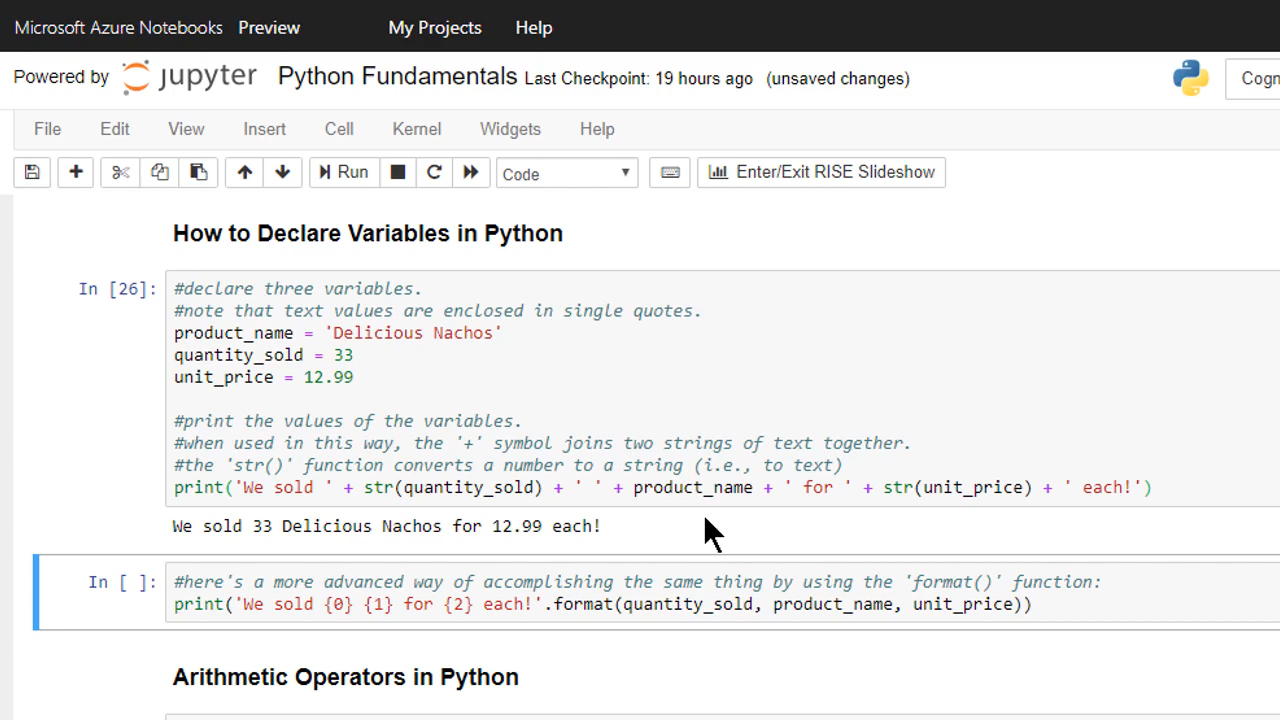 Microsoft Azure Notebooks Preview My Projects Help
Powered by jupyter Python Fundamentals Last Checkpoint: 19 hours ago (unsaved changes)
File Edit View Insert Cell Kernel Widgets Help
Run Code Enter/Exit RISE Slideshow
How to Declare Variables in Python
In [26]: #declare three variables.
#note that text values are enclosed in single quotes.
product_name = 'Delicious Nachos'
quantity_sold = 33
unit_price = 12.99
#print the values of the variables.
#when used in this way, the '+' symbol joins two strings of text together.
#the 'str()' function converts a number to a string (i.e., to text)
print('We sold ' + str(quantity_sold) + ' ' + product_name + ' for ' + str(unit_price) + ' each!')
We sold 33 Delicious Nachos for 12.99 each!
In [ ]: #here's a more advanced way of accomplishing the same thing by using the 'format()' function:
print('We sold {0} {1} for {2} each!'.format(quantity_sold, product_name, unit_price))
Arithmetic Operators in Python